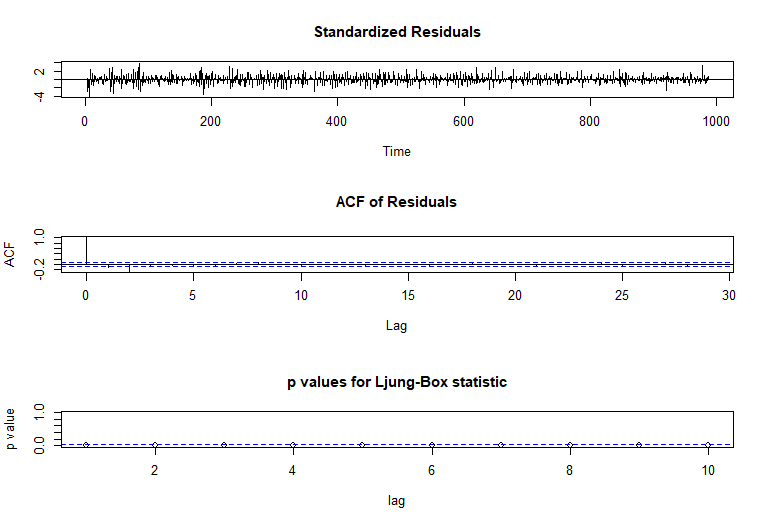 Standardized Residuals
2
-4
0 200 400 600 800 1000
Time
ACF of Residuals
ACF
1.0
-0.2
0 5 10 15 20 25 30
Lag
p values for Ljung-Box statistic
p value
1.0
0.0
2 4 6 8 10
lag